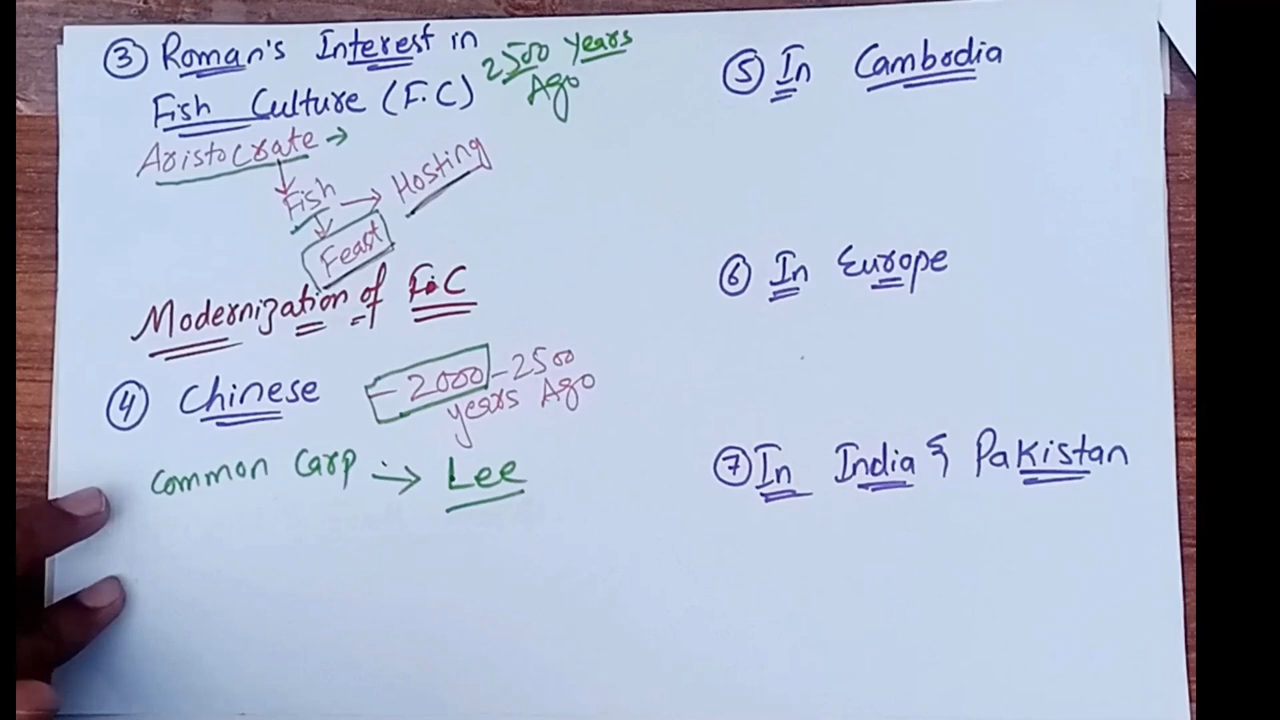 ③ Roman's Interest in
Fish Culture (F.C)
2500 Years
Ago
Aristocrate →
Fish → Hosting
Feast
Modernization of F.C
④ Chinese
- 2000 - 2500
years Ago
Common Carp → Lee
⑤ In Cambodia
⑥ In Europe
⑦ In India & Pakistan